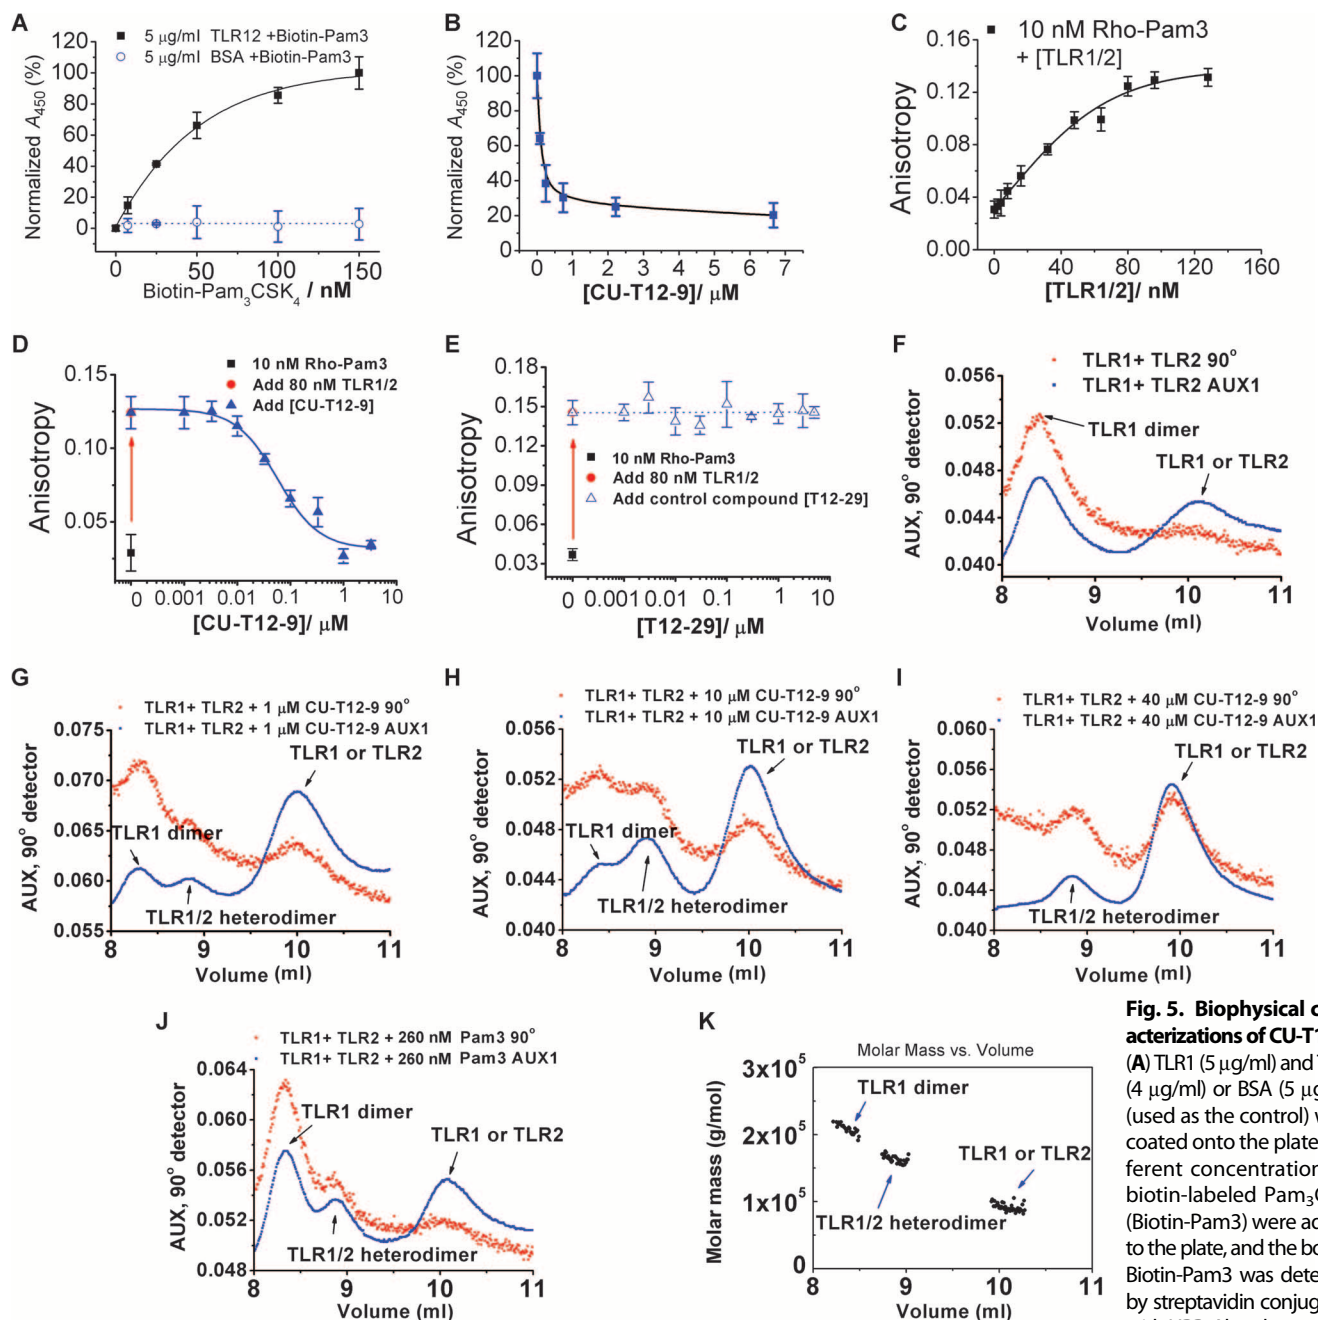 A
5 µg/ml TLR12 +Biotin-Pam3
5 µg/ml BSA +Biotin-Pam3
Normalized A450 (%)
120
100
80
60
40
20
0
0 50 100 150
Biotin-Pam3CSK4 / nM
B
Normalized A450 (%)
120
100
80
60
40
20
0
0 1 2 3 4 5 6 7
[CU-T12-9]/ µM
C
10 nM Rho-Pam3
+ [TLR1/2]
Anisotropy
0.16
0.12
0.08
0.04
0.00
0 40 80 120 160
[TLR1/2]/ nM
D
10 nM Rho-Pam3
Add 80 nM TLR1/2
Add [CU-T12-9]
Anisotropy
0.15
0.10
0.05
0 0.001 0.01 0.1 1 10
[CU-T12-9]/ µM
E
Anisotropy
0.18
0.15
0.12
0.09
0.06
0.03
10 nM Rho-Pam3
Add 80 nM TLR1/2
Add control compound [T12-29]
0 0.001 0.01 0.1 1 10
[T12-29]/ µM
F
TLR1+ TLR2 90°
TLR1+ TLR2 AUX1
TLR1 dimer
TLR1 or TLR2
AUX, 90° detector
0.056
0.052
0.048
0.044
0.040
8 9 10 11
Volume (ml)
G
TLR1+ TLR2 + 1 µM CU-T12-9 90°
TLR1+ TLR2 + 1 µM CU-T12-9 AUX1
TLR1 or TLR2
TLR1 dimer
TLR1/2 heterodimer
AUX, 90° detector
0.075
0.070
0.065
0.060
0.055
8 9 10 11
Volume (ml)
H
TLR1+ TLR2 + 10 µM CU-T12-9 90°
TLR1+ TLR2 + 10 µM CU-T12-9 AUX1
TLR1 or TLR2
TLR1 dimer
TLR1/2 heterodimer
AUX, 90° detector
0.056
0.052
0.048
0.044
0.040
8 9 10 11
Volume (ml)
I
TLR1+ TLR2 + 40 µM CU-T12-9 90°
TLR1+ TLR2 + 40 µM CU-T12-9 AUX1
TLR1 or TLR2
TLR1/2 heterodimer
AUX, 90° detector
0.060
0.056
0.052
0.048
0.044
0.040
8 9 10 11
Volume (ml)
J
TLR1+ TLR2 + 260 nM Pam3 90°
TLR1+ TLR2 + 260 nM Pam3 AUX1
TLR1 dimer
TLR1 or TLR2
TLR1/2 heterodimer
AUX, 90° detector
0.064
0.060
0.056
0.052
0.048
8 9 10 11
Volume (ml)
K
Molar Mass vs. Volume
TLR1 dimer
TLR1 or TLR2
TLR1/2 heterodimer
Molar mass (g/mol)
3x10⁵
2x10⁵
1x10⁵
0
8 9 10 11
Volume (ml)
Fig. 5. Biophysical c
acterizations of CU-T1
(A) TLR1 (5 µg/ml) and
(4 µg/ml) or BSA (5 µg
(used as the control)
coated onto the plate
ferent concentration
biotin-labeled Pam3C
(Biotin-Pam3) were ac
to the plate, and the bo
Biotin-Pam3 was dete
by streptavidin conjug